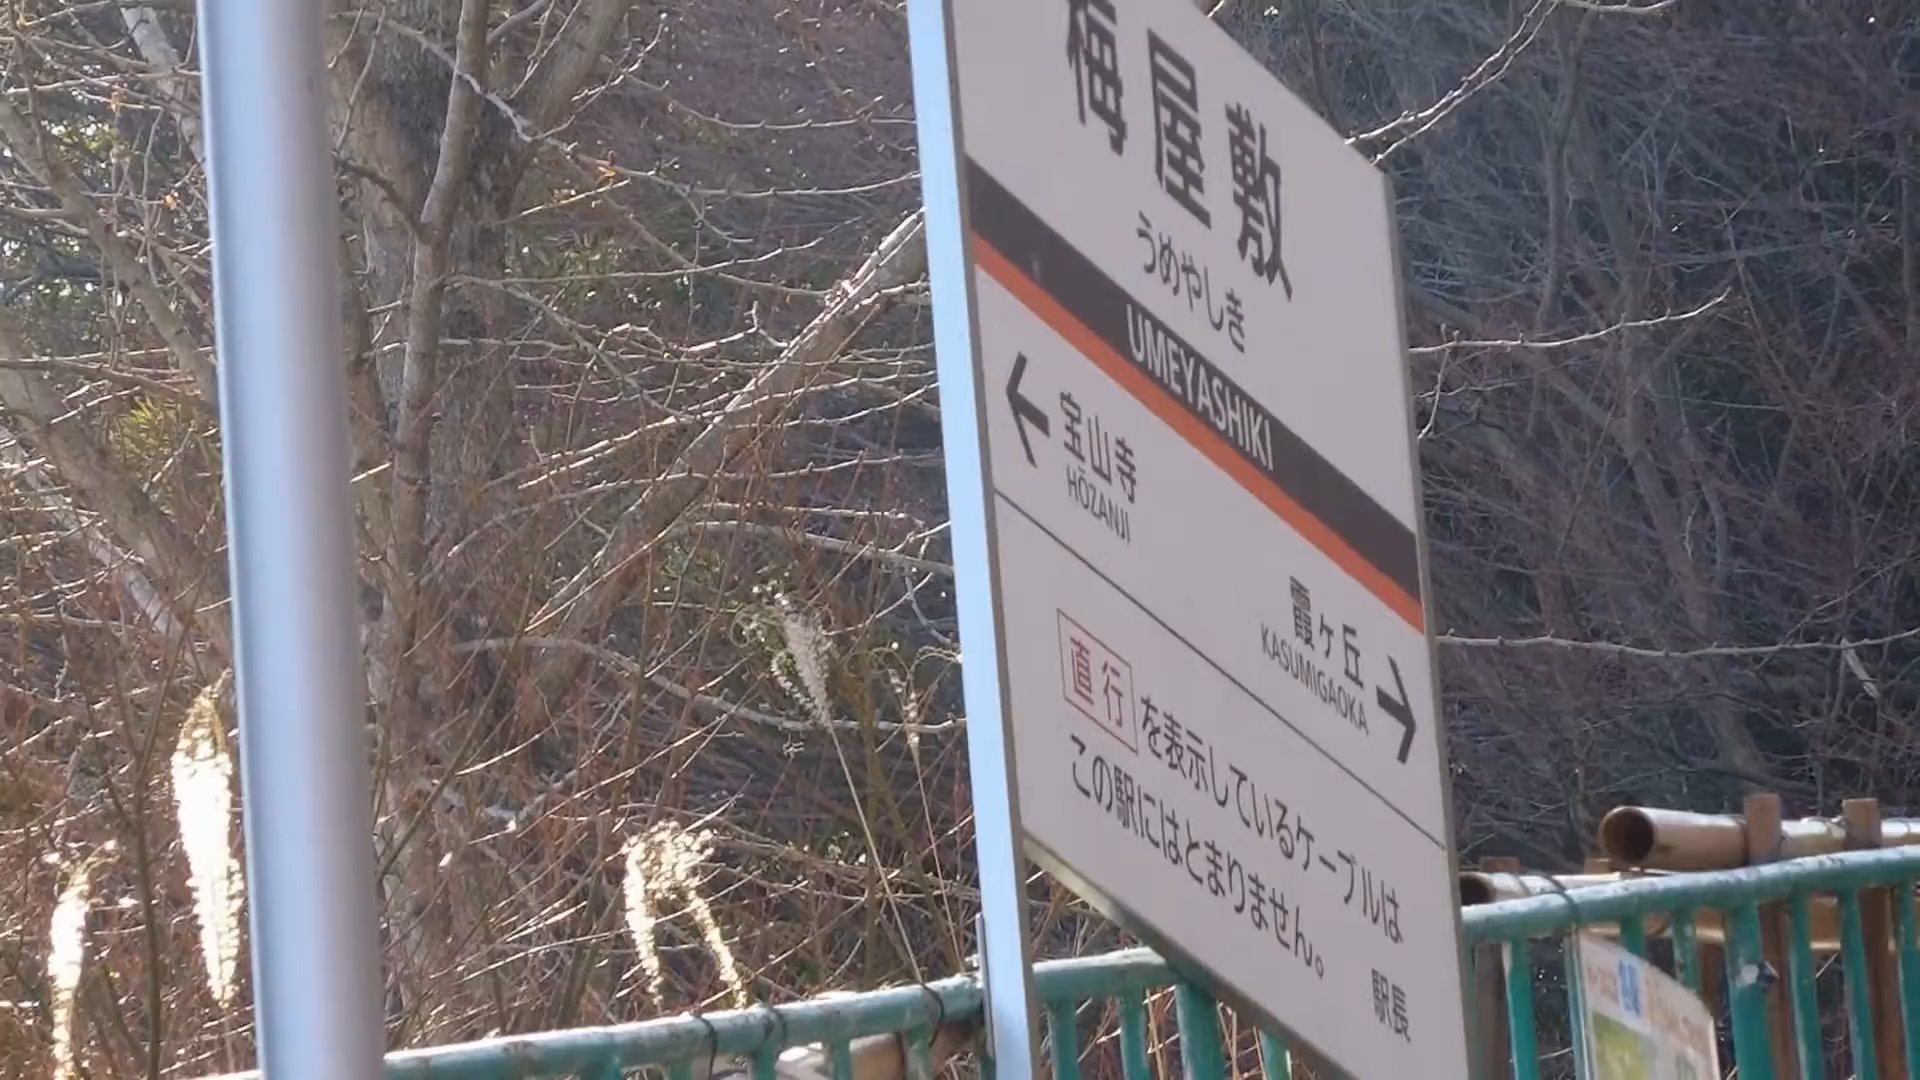 梅屋敷
うめやしき
UMEYASHIKI
← 宝山寺
HŌZANJI
霞ヶ丘 →
KASUMIGAOKA
直行を表示しているケーブルは
この駅にはとまりません。
駅長